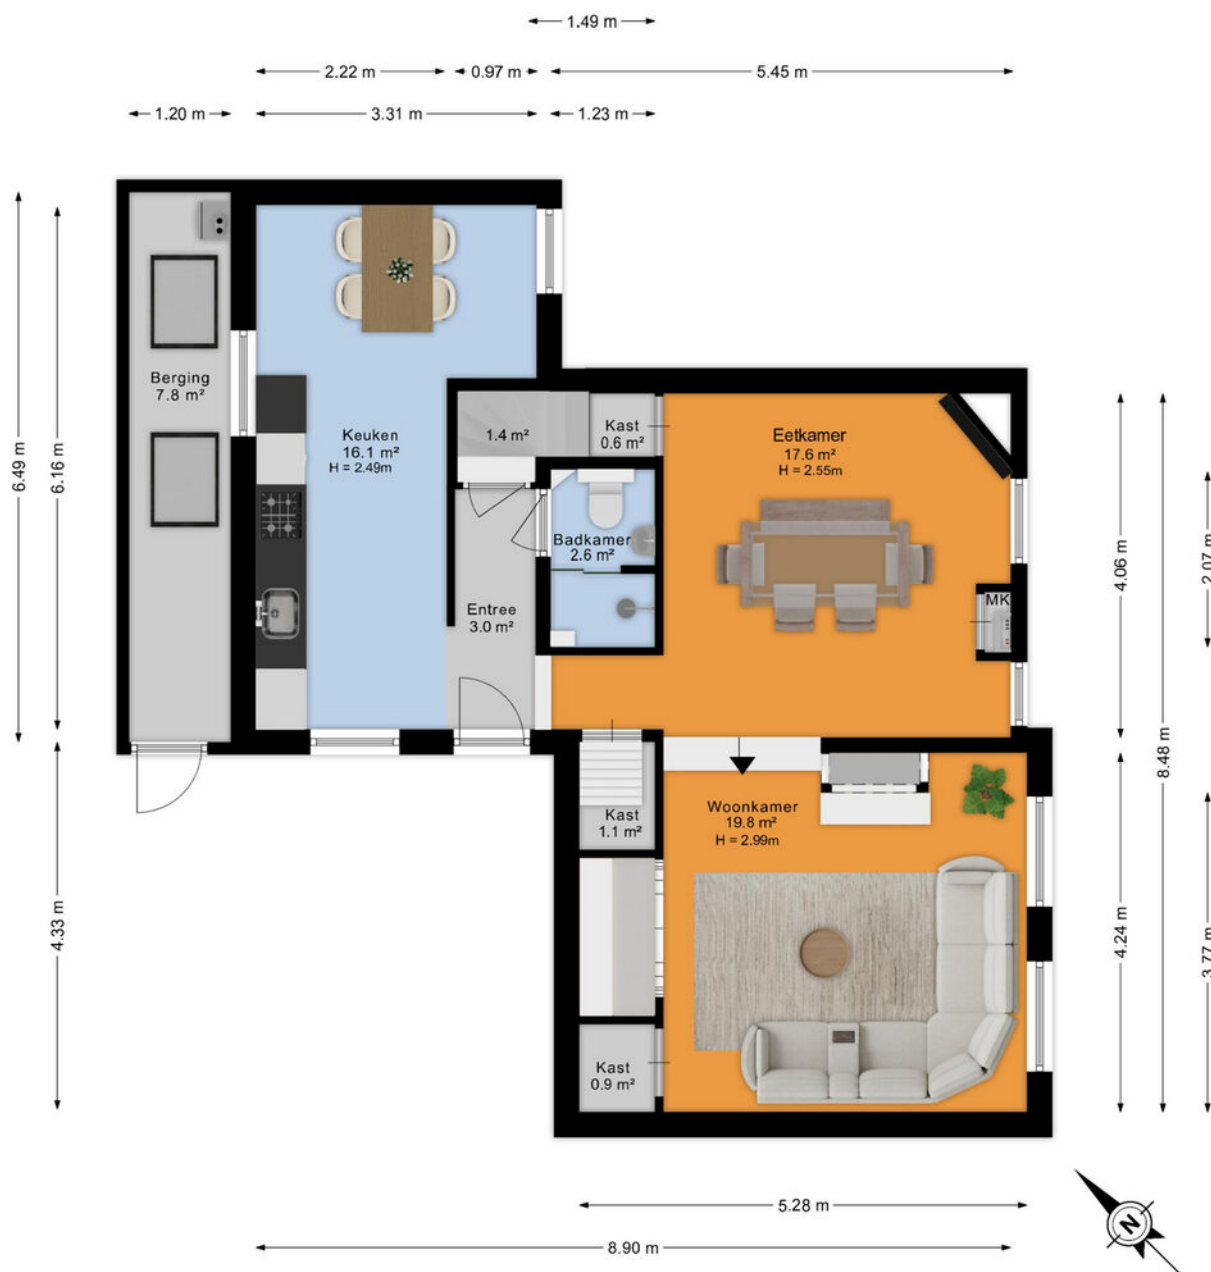 1.49 m
2.22 m
0.97 m
5.45 m
1.20 m
3.31 m
1.23 m
6.49 m
6.16 m
4.33 m
Berging
7.8 m²
Keuken
16.1 m²
H = 2.49m
1.4 m²
Kast
0.6 m²
Eetkamer
17.6 m²
H = 2.55m
Badkamer
2.6 m²
Entree
3.0 m²
MK
Kast
1.1 m²
Woonkamer
19.8 m²
H = 2.99m
Kast
0.9 m²
4.06 m
8.48 m
2.07 m
4.24 m
3.77 m
5.28 m
8.90 m
N